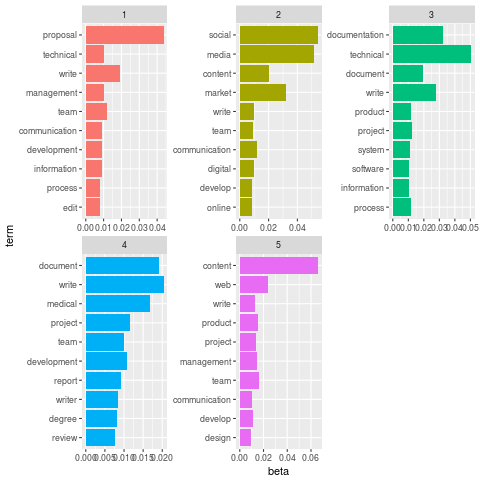 1
proposal
technical
write
management
team
communication
development
information
process
edit
0.000 0.01 0.02 0.03 0.04
2
social
media
content
market
write
team
communication
digital
develop
online
0.00 0.02 0.04
3
documentation
technical
document
write
product
project
system
software
information
process
0.00 0.01 0.02 0.03 0.04 0.05
4
document
write
medical
project
team
development
report
writer
degree
review
0.000 0.005 0.010 0.015 0.020
5
content
web
write
product
project
management
team
communication
develop
design
0.00 0.02 0.04 0.06
term
beta